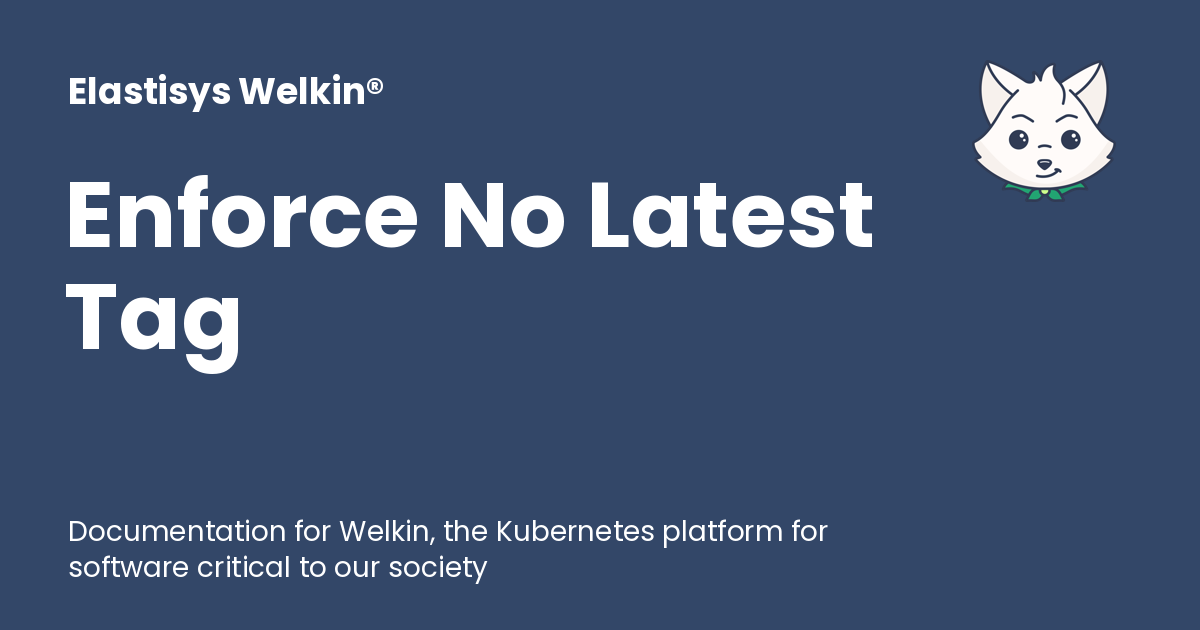 Elastisys Welkin®
Enforce No Latest
Tag
Documentation for Welkin, the Kubernetes platform for
software critical to our society